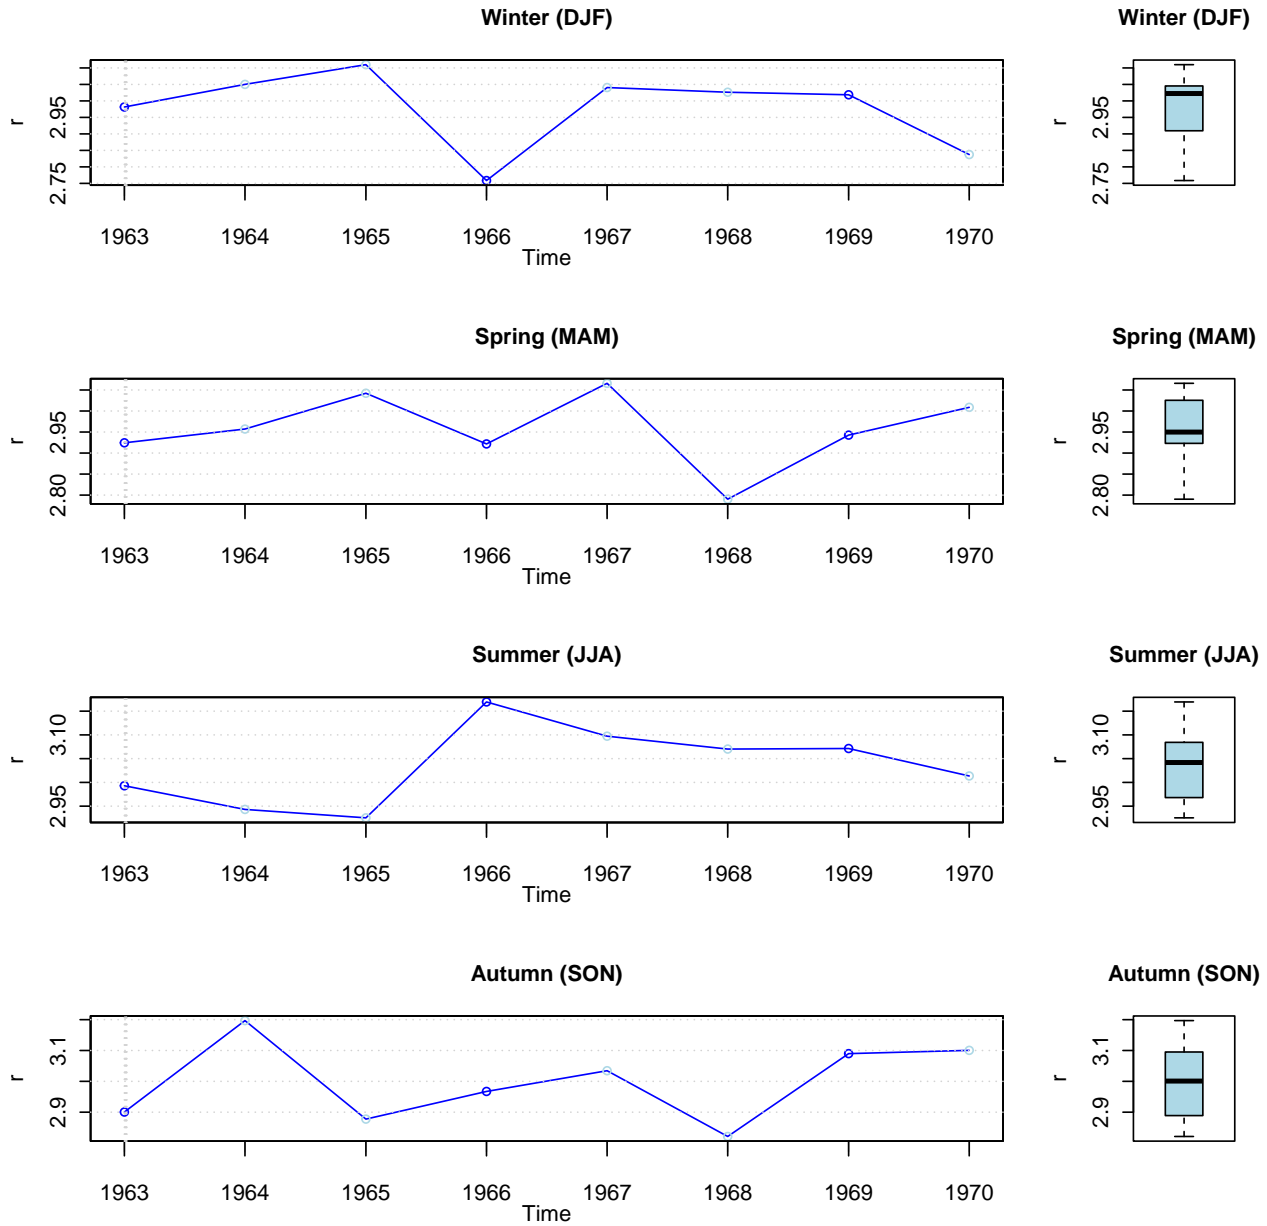 Winter (DJF) Winter (DJF)
r 2.75 2.95 r 2.75 2.95
1963 1964 1965 1966 1967 1968 1969 1970
Time
Spring (MAM) Spring (MAM)
r 2.80 2.95 r 2.80 2.95
1963 1964 1965 1966 1967 1968 1969 1970
Time
Summer (JJA) Summer (JJA)
r 2.95 3.10 r 2.95 3.10
1963 1964 1965 1966 1967 1968 1969 1970
Time
Autumn (SON) Autumn (SON)
r 2.9 3.1 r 2.9 3.1
1963 1964 1965 1966 1967 1968 1969 1970
Time